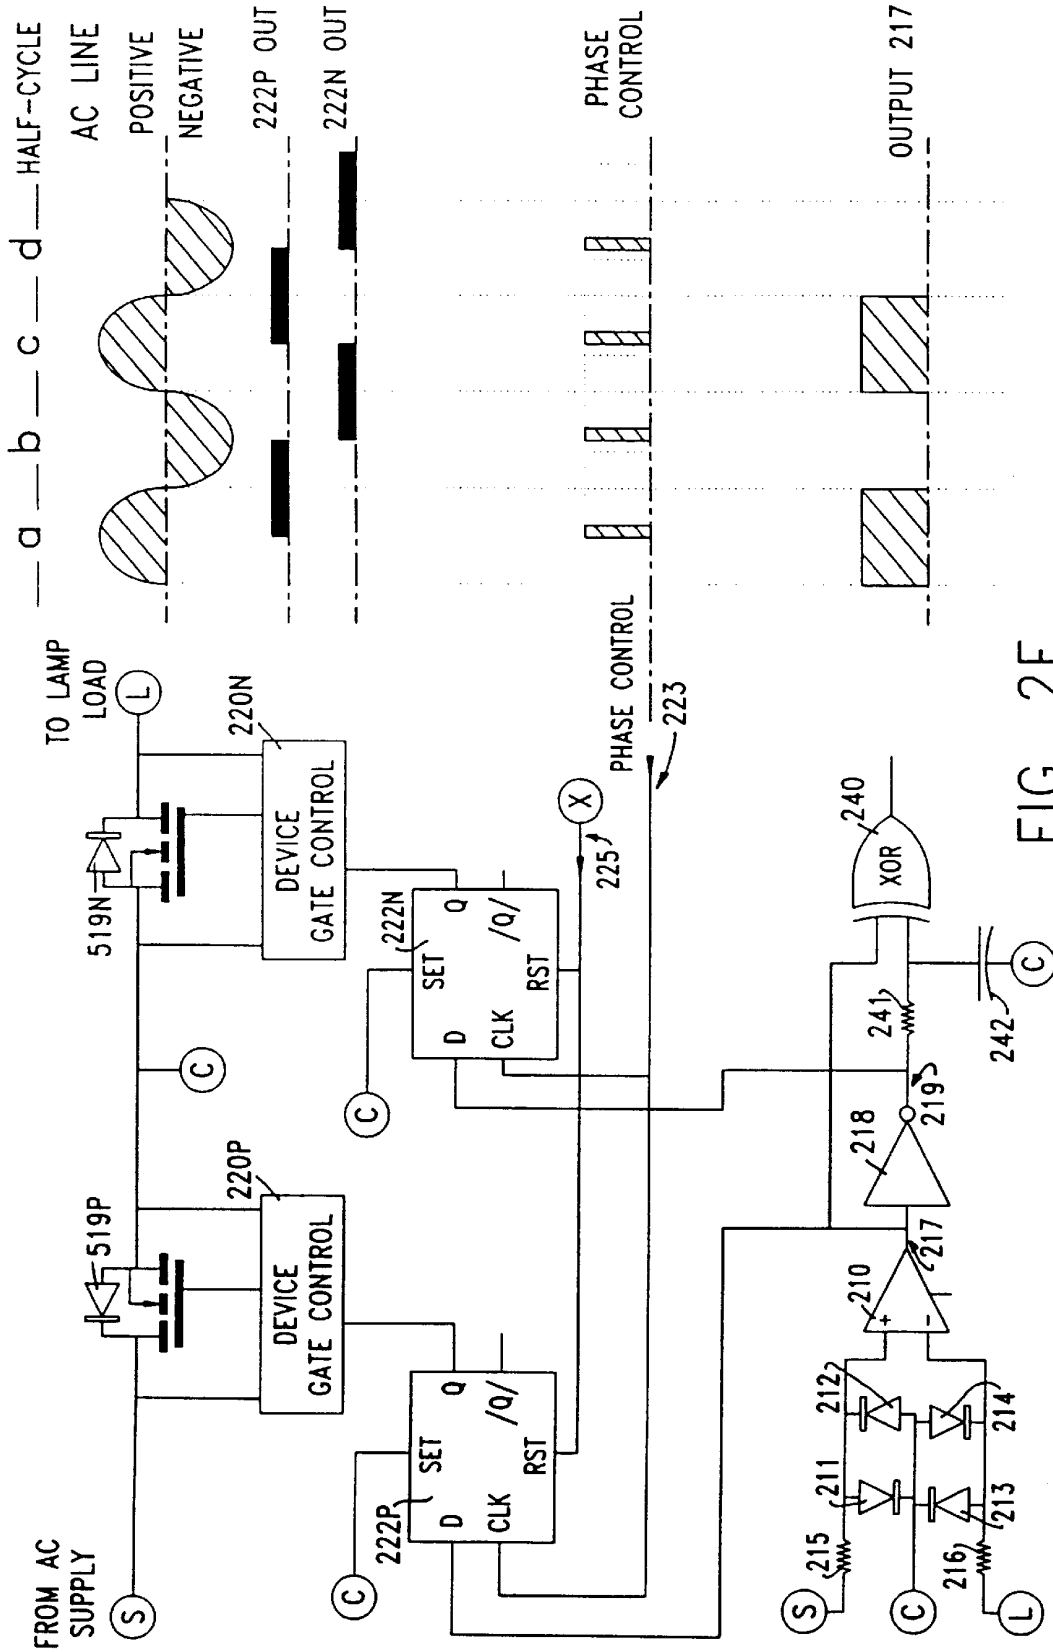 FROM AC
SUPPLY
S
519P
C
519N
TO LAMP
LOAD
L
220P
DEVICE
GATE CONTROL
220N
DEVICE
GATE CONTROL
C
222P
SET
D
Q
CLK
/Q/
RST
C
222N
SET
D
Q
CLK
/Q/
RST
X
225
PHASE CONTROL
223
S
215
211
212
C
213
214
216
L
210
+
-
217
218
219
241
242
C
XOR
240
a
b
c
d
HALF-CYCLE
AC LINE
POSITIVE
NEGATIVE
222P OUT
222N OUT
PHASE
CONTROL
OUTPUT 217